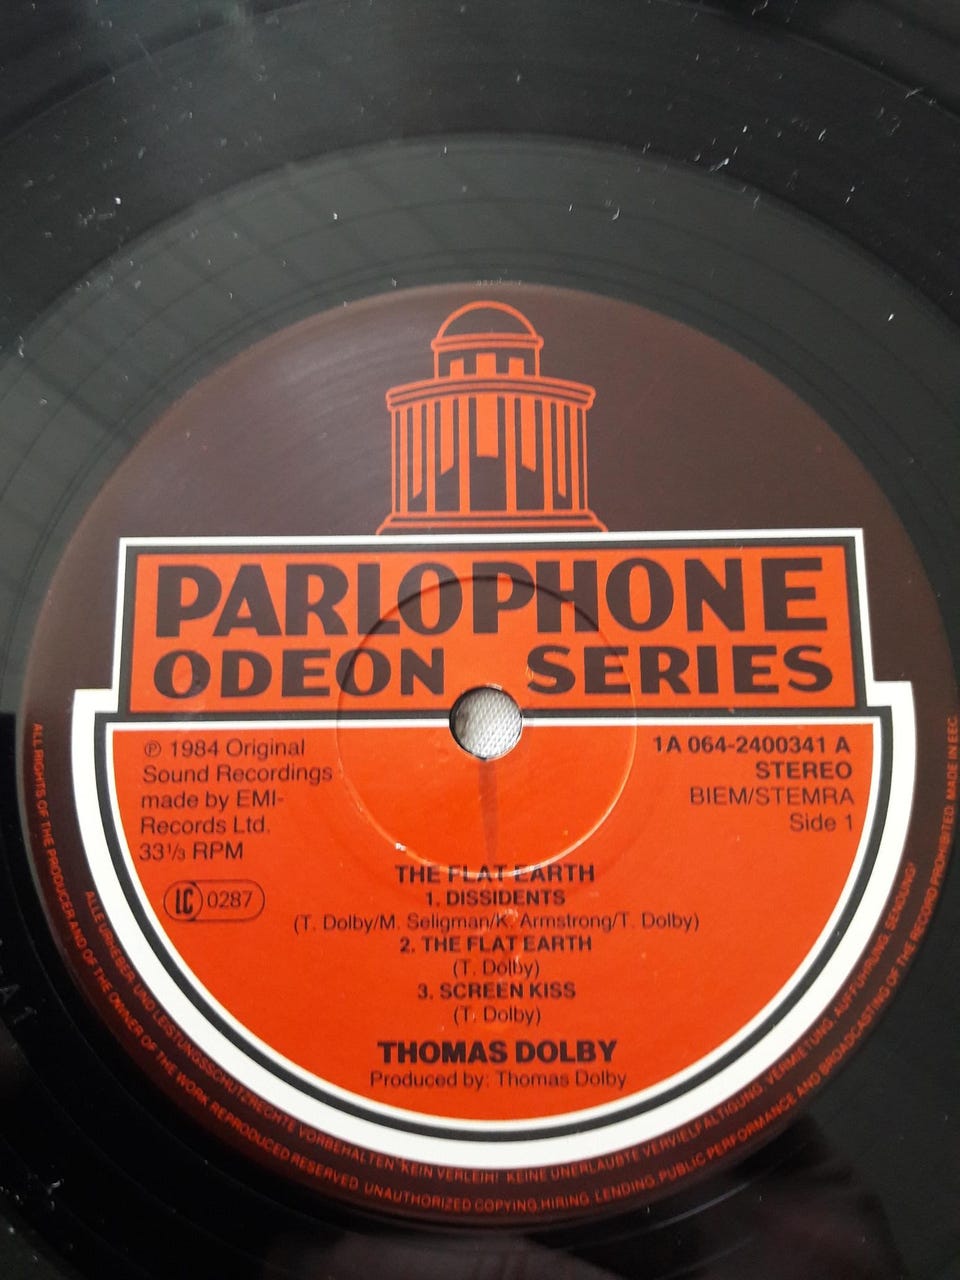 PARLOPHONE
ODEON SERIES
℗ 1984 Original
Sound Recordings
made by EMI-
Records Ltd.
33⅓ RPM
LC 0287
1A 064-2400341 A
STEREO
BIEM/STEMRA
Side 1
THE FLAT EARTH
1. DISSIDENTS
(T. Dolby/M. Seligman/K. Armstrong/T. Dolby)
2. THE FLAT EARTH
(T. Dolby)
3. SCREEN KISS
(T. Dolby)
THOMAS DOLBY
Produced by: Thomas Dolby
ALLE URHEBER- UND LEISTUNGSSCHUTZRECHTE VORBEHALTEN. KEIN VERLEIH! KEINE UNERLAUBTE VERVIELFÄLTIGUNG, VERMIETUNG, AUFFÜHRUNG, SENDUNG!
ALL RIGHTS OF THE PRODUCER AND OF THE OWNER OF THE WORK REPRODUCED RESERVED. UNAUTHORIZED COPYING, HIRING, LENDING, PUBLIC PERFORMANCE AND BROADCASTING OF THE RECORD PROHIBITED. MADE IN EEC.